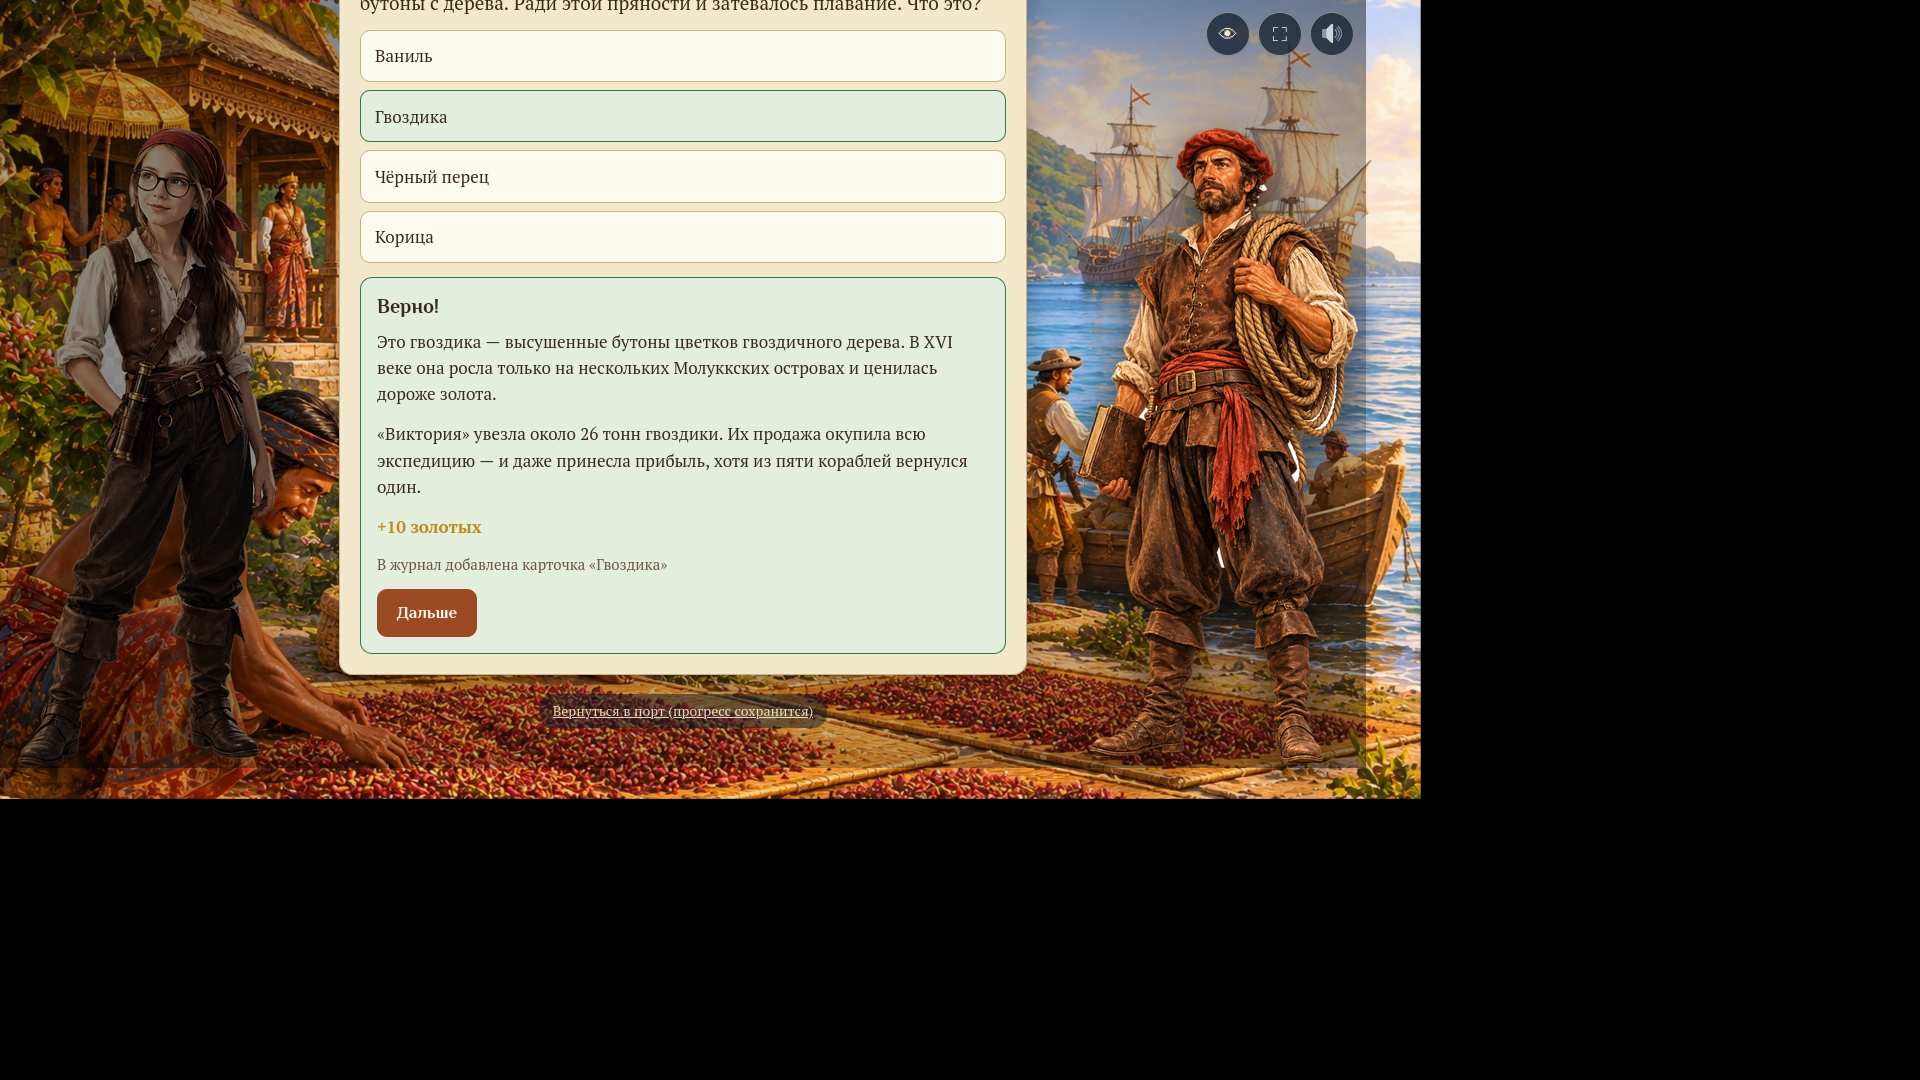 бутоны с дерева. Ради этой пряности и затевалось плавание. Что это?
Ваниль
Гвоздика
Чёрный перец
Корица
Верно!
Это гвоздика — высушенные бутоны цветков гвоздичного дерева. В XVI
веке она росла только на нескольких Молуккских островах и ценилась
дороже золота.
«Виктория» увезла около 26 тонн гвоздики. Их продажа окупила всю
экспедицию — и даже принесла прибыль, хотя из пяти кораблей вернулся
один.
+10 золотых
В журнал добавлена карточка «Гвоздика»
Дальше
Вернуться в порт (прогресс сохранится)